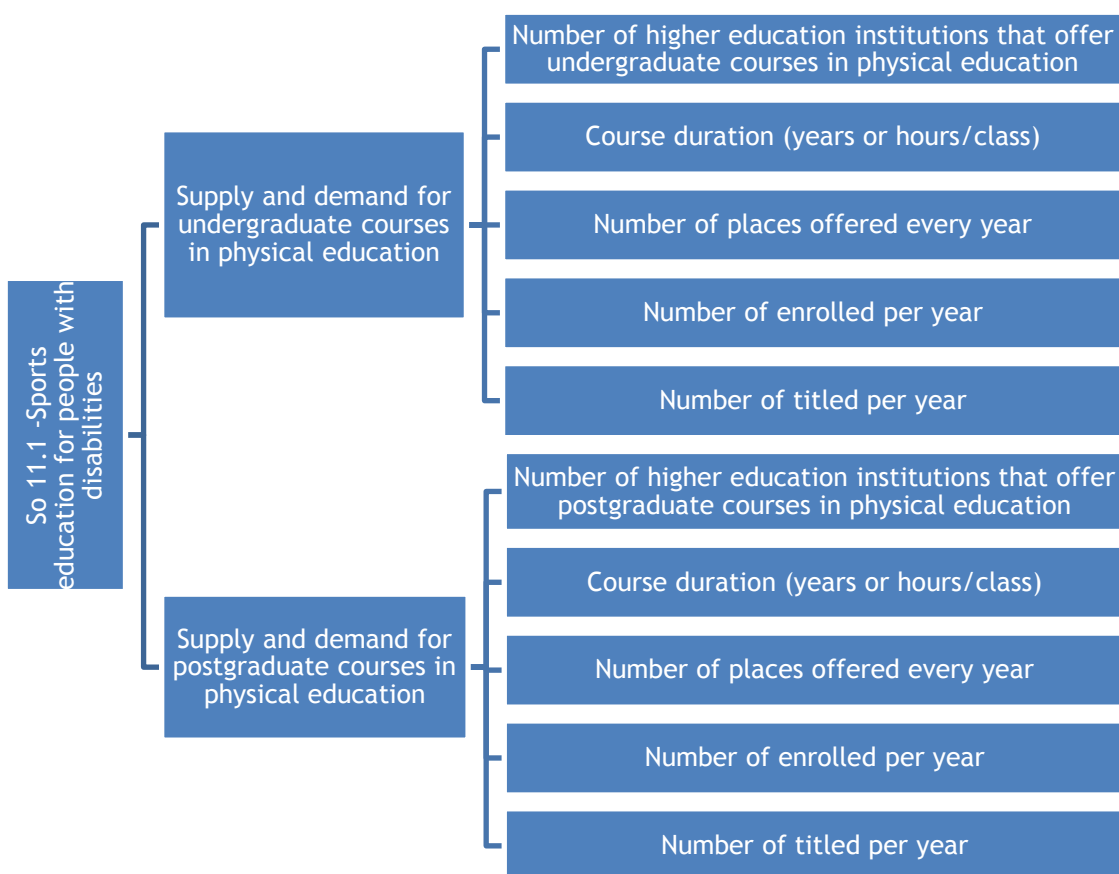 So 11.1 -Sports
education for people with
disabilities
Supply and demand for
undergraduate courses
in physical education
Number of higher education institutions that offer
undergraduate courses in physical education
Course duration (years or hours/class)
Number of places offered every year
Number of enrolled per year
Number of titled per year
Supply and demand for
postgraduate courses in
physical education
Number of higher education institutions that offer
postgraduate courses in physical education
Course duration (years or hours/class)
Number of places offered every year
Number of enrolled per year
Number of titled per year